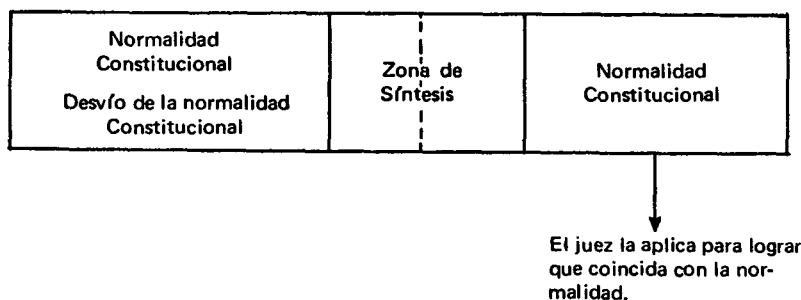 Normalidad
Constitucional
Desvío de la normalidad
Constitucional
Zona de
Síntesis
Normalidad
Constitucional
El juez la aplica para lograr
que coincida con la nor-
malidad.